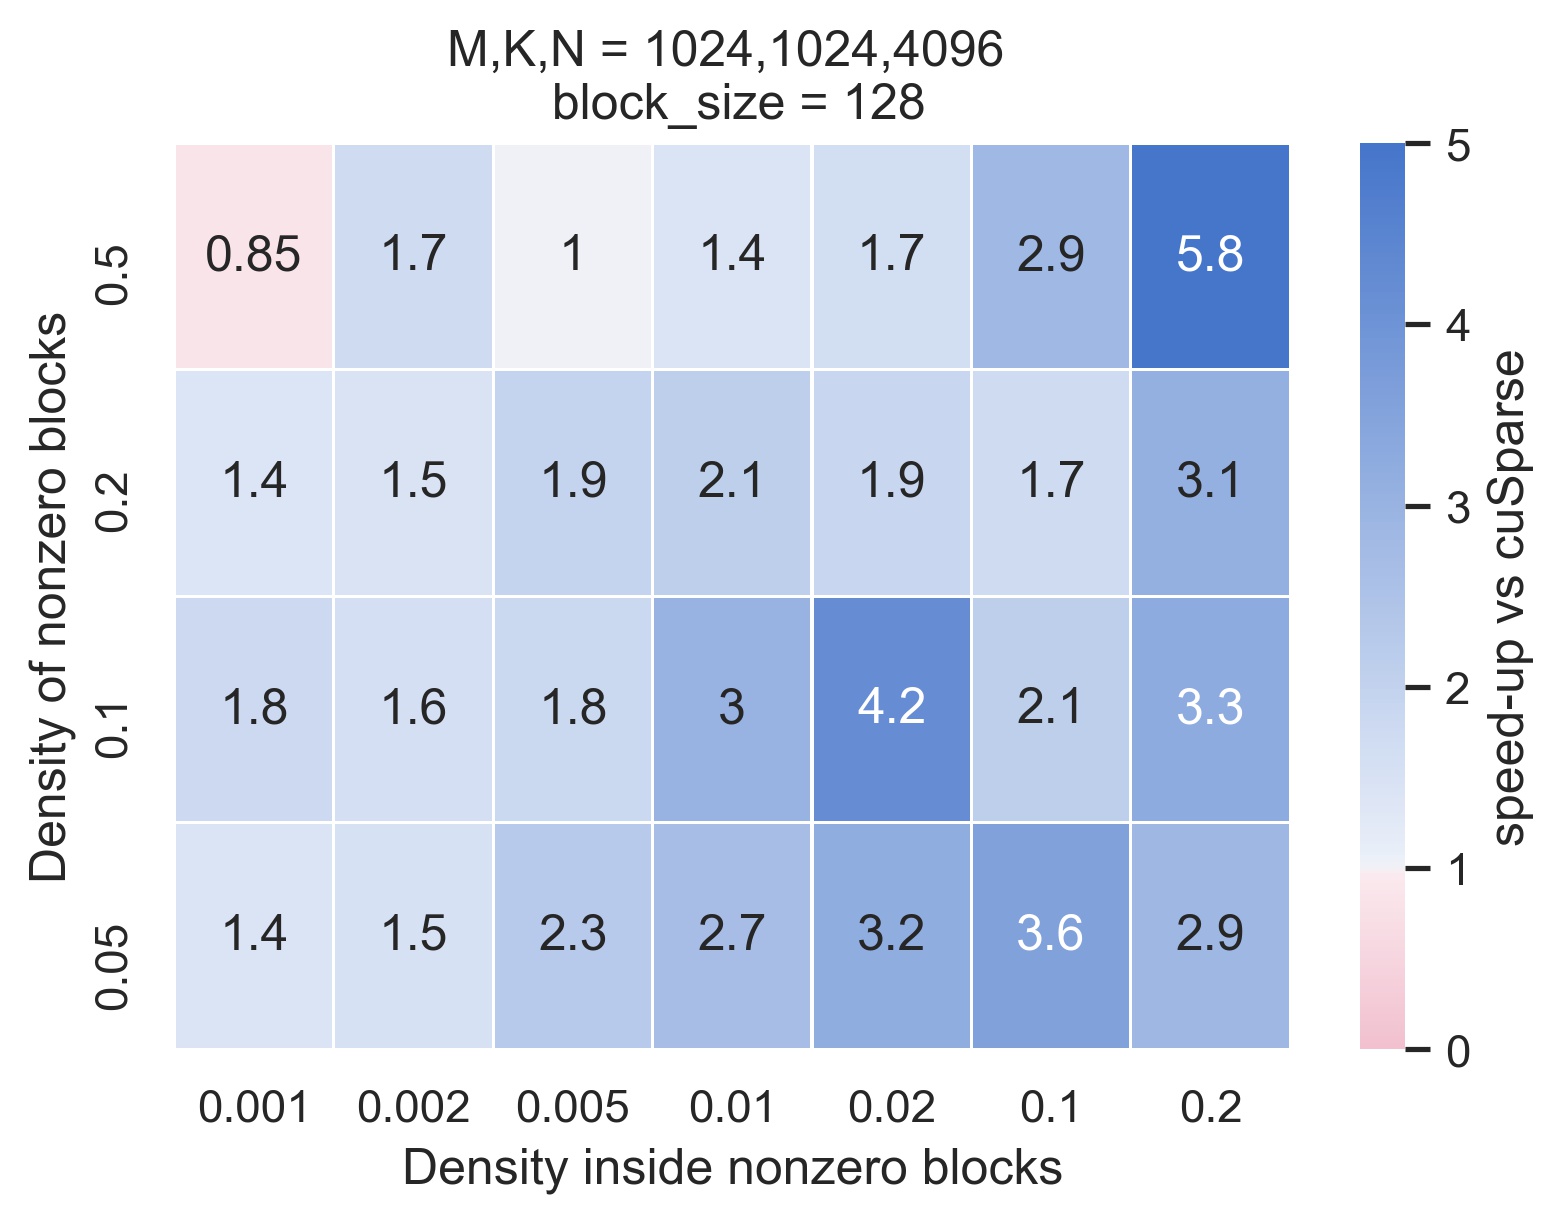 M,K,N = 1024,1024,4096
block_size = 128
Density of nonzero blocks
0.5
0.85 1.7 1 1.4 1.7 2.9 5.8
0.2
1.4 1.5 1.9 2.1 1.9 1.7 3.1
0.1
1.8 1.6 1.8 3 4.2 2.1 3.3
0.05
1.4 1.5 2.3 2.7 3.2 3.6 2.9
0.001 0.002 0.005 0.01 0.02 0.1 0.2
Density inside nonzero blocks
5
4
3
2
1
0
speed-up vs cuSparse